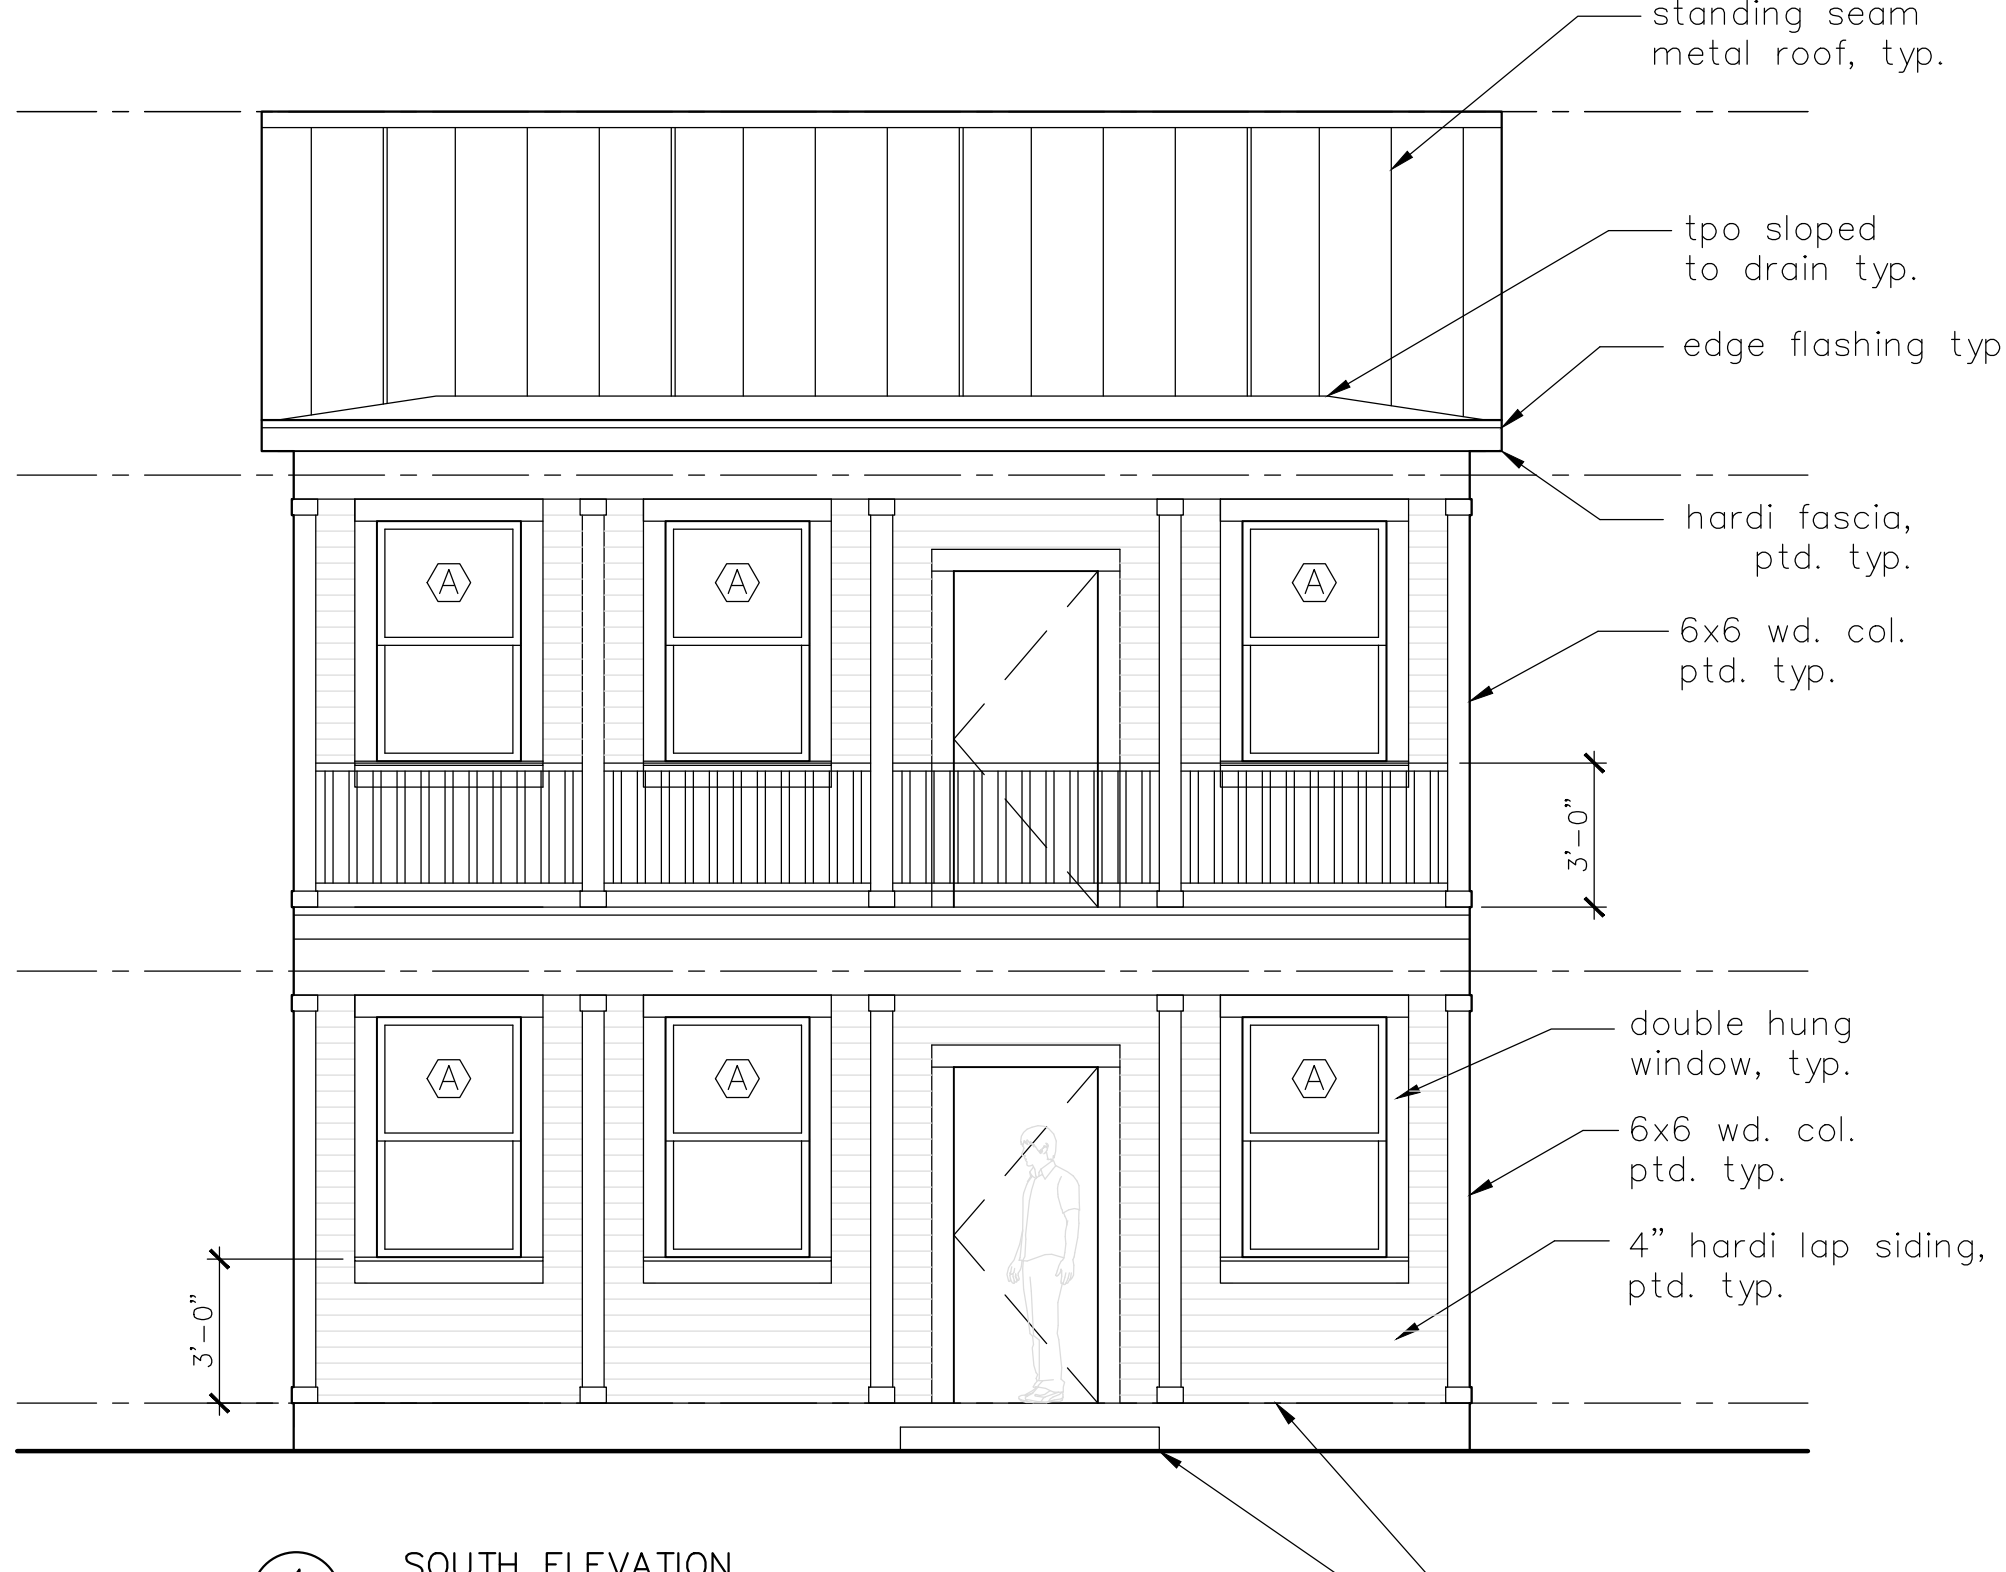 standing seam
metal roof, typ.
tpo sloped
to drain typ.
edge flashing typ
hardi fascia,
ptd. typ.
A
A
A
6x6 wd. col.
ptd. typ.
3'-0"
A
A
A
double hung
window, typ.
6x6 wd. col.
ptd. typ.
4" hardi lap siding,
ptd. typ.
3'-0"
SOUTH ELEVATION